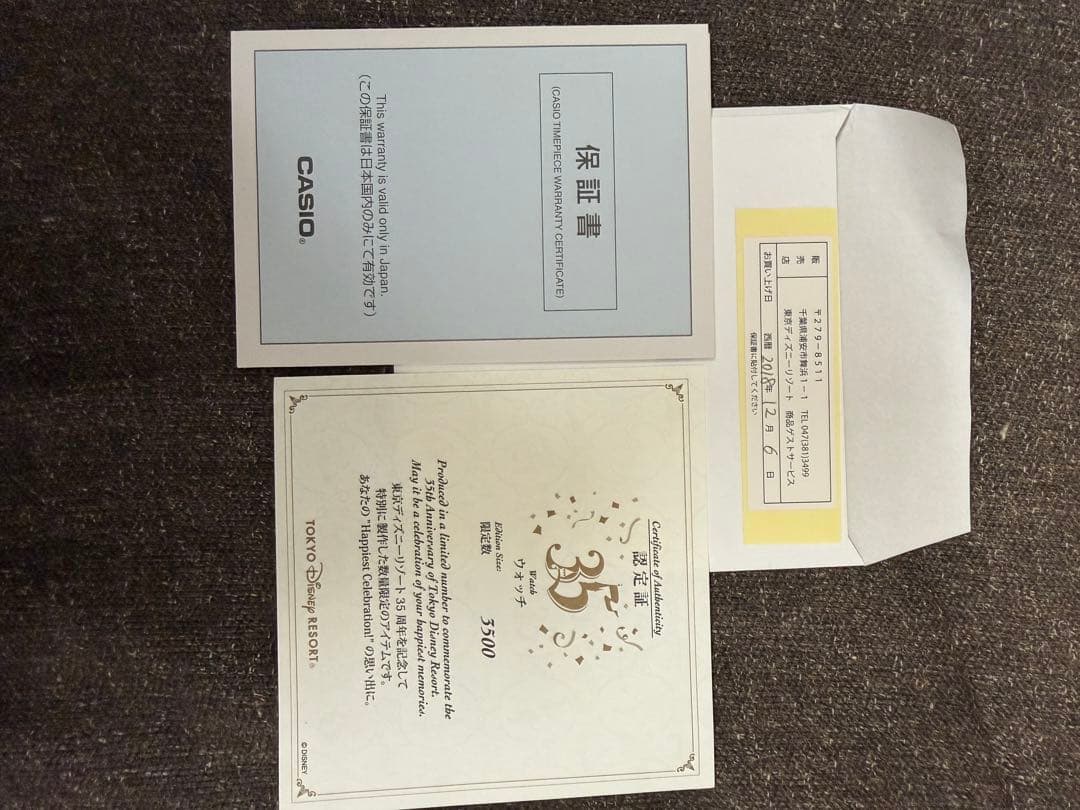 保証書
(CASIO TIMEPIECE WARRANTY CERTIFICATE)
This warranty is valid only in Japan.
(この保証書は日本国内のみにて有効です)
CASIO®
販売店
〒279-8511
千葉県浦安市舞浜1-1 TEL 047(381)3499
東京ディズニーリゾート 商品ゲストサービス
お買い上げ日 西暦 2018年 12月 6日
保証書に貼付してください
Certificate of Authenticity
認定証
35
Watch
ウオッチ
Edition Size:
限定数 3500
Produced in a limited number to commemorate the
35th Anniversary of Tokyo Disney Resort.
May it be a celebration of your happiest memories.
東京ディズニーリゾート35周年を記念して
特別に製作した数量限定のアイテムです。
あなたの "Happiest Celebration!" の思い出に。
TOKYO DISNEY RESORT®
© DISNEY